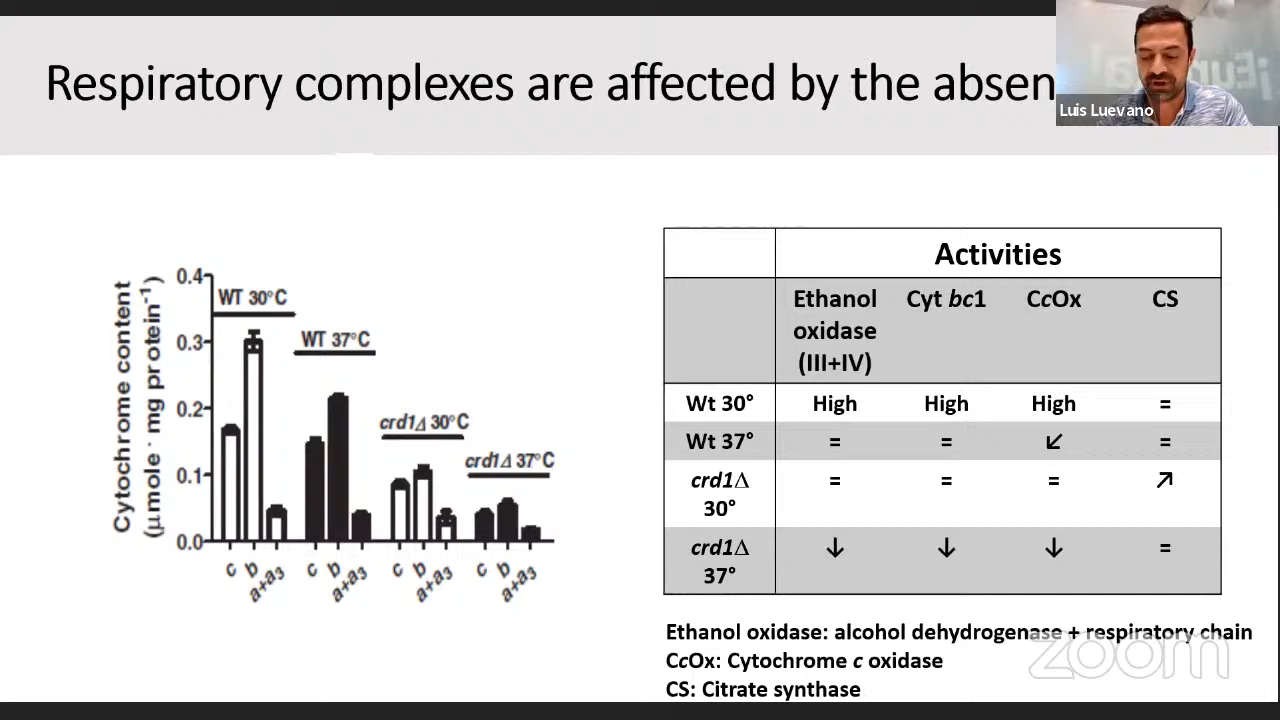 Respiratory complexes are affected by the absen
Luis Luevano
Cytochrome content
(μmole · mg protein⁻¹)
0.4
0.3
0.2
0.1
0.0
WT 30°C
WT 37°C
crd1Δ 30°C
crd1Δ 37°C
c b a+a₃ c b a+a₃ c b a+a₃ c b a+a₃
Activities
Ethanol oxidase (III+IV) Cyt bc1 CcOx CS
Wt 30° High High High =
Wt 37° = = ↙ =
crd1Δ 30° = = = ↗
crd1Δ 37° ↓ ↓ ↓ =
Ethanol oxidase: alcohol dehydrogenase + respiratory chain
CcOx: Cytochrome c oxidase
CS: Citrate synthase
zoom